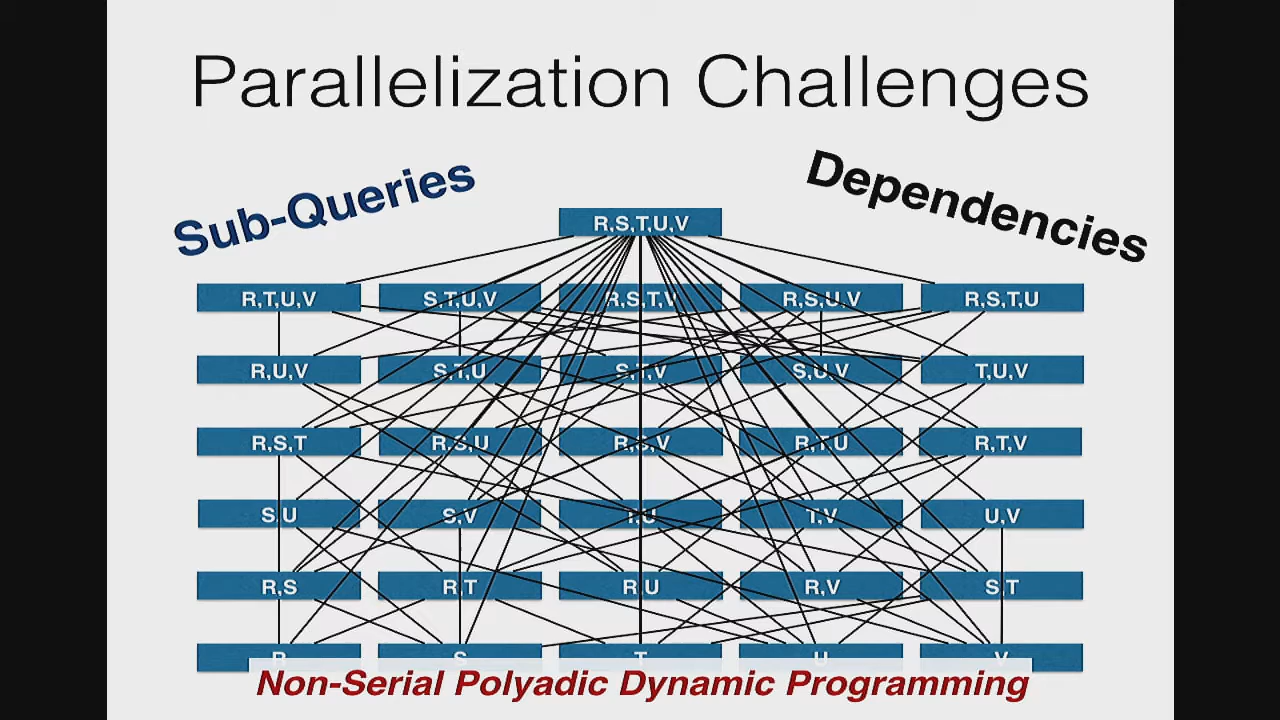 Parallelization Challenges
Sub-Queries
Dependencies
R,S,T,U,V
R,T,U,V S,T,U,V R,S,T,V R,S,U,V R,S,T,U
R,U,V S,T,U S,T,V S,U,V T,U,V
R,S,T R,S,U R,S,V R,T,U R,T,V
S,U S,V T,U T,V U,V
R,S R,T R,U R,V S,T
R S T U V
Non-Serial Polyadic Dynamic Programming